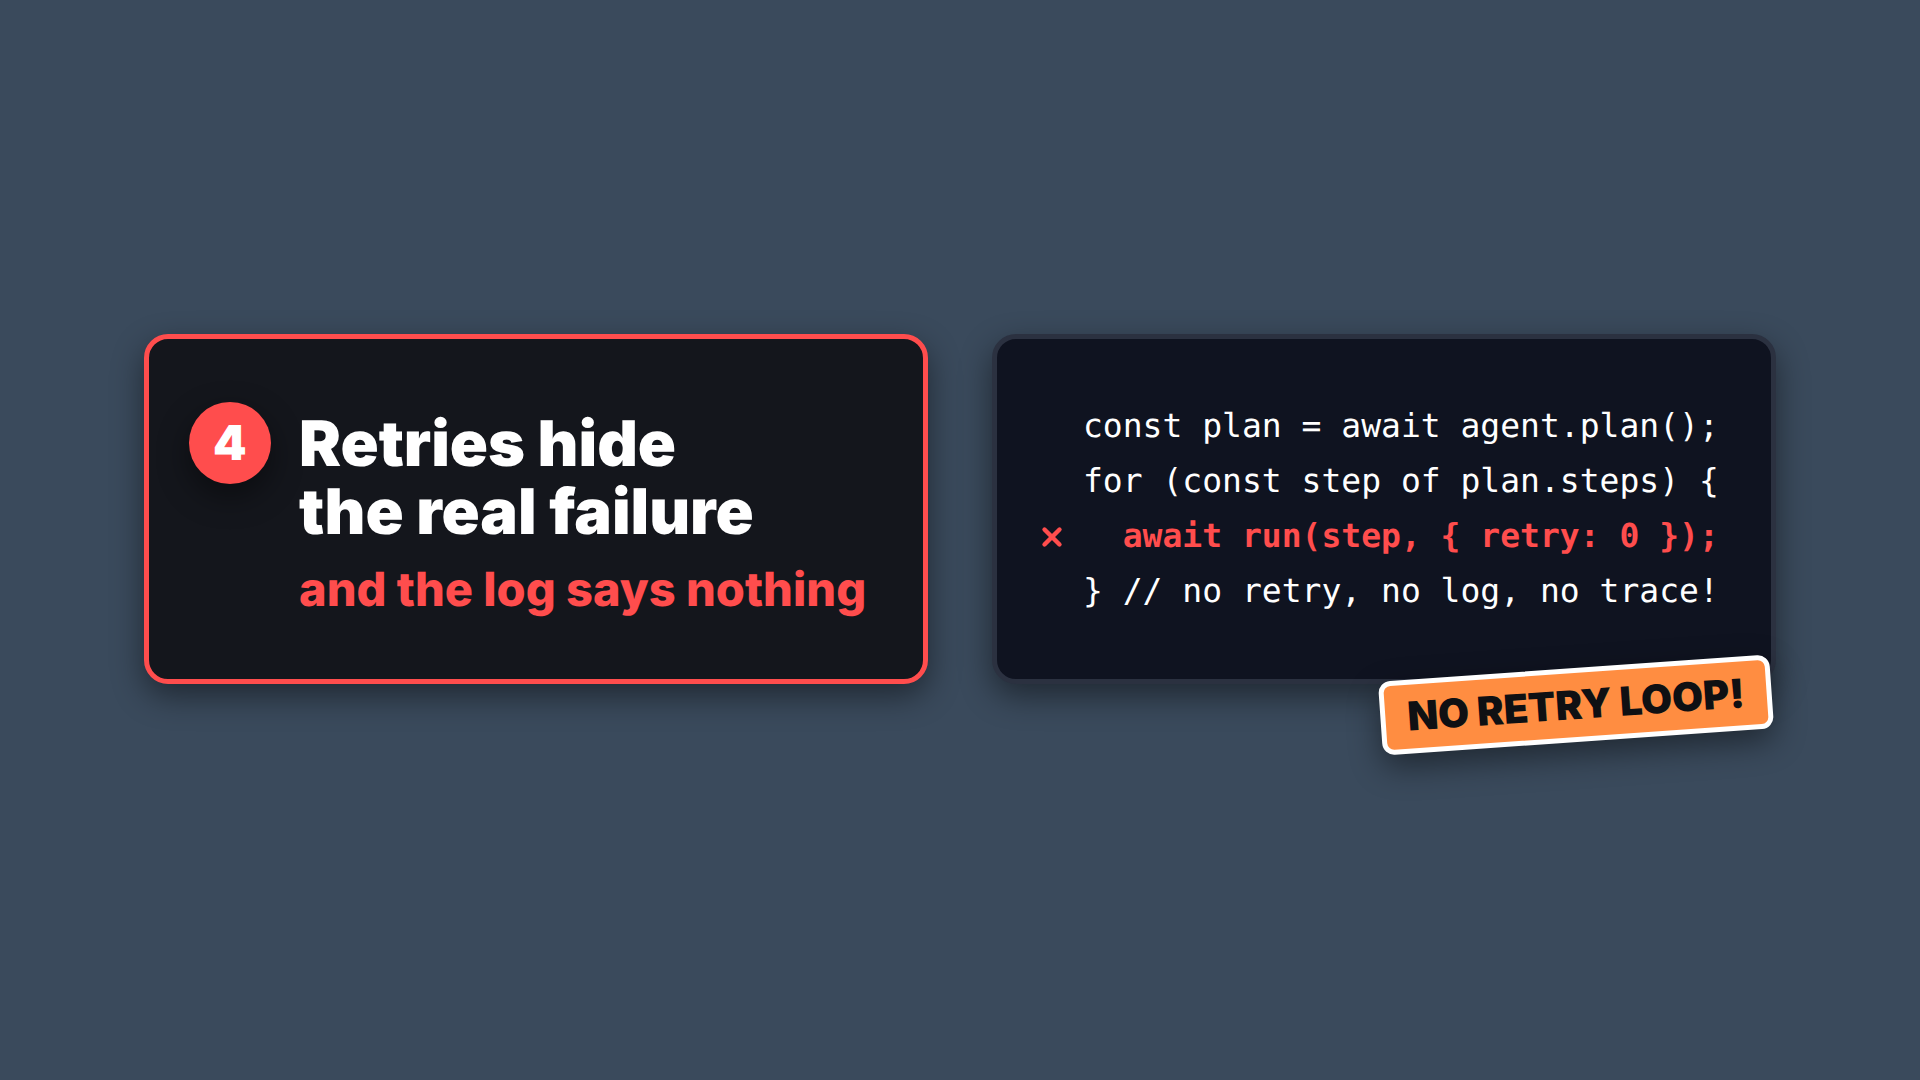 4
Retries hide
the real failure
and the log says nothing
const plan = await agent.plan();
for (const step of plan.steps) {
× await run(step, { retry: 0 });
} // no retry, no log, no trace!
NO RETRY LOOP!